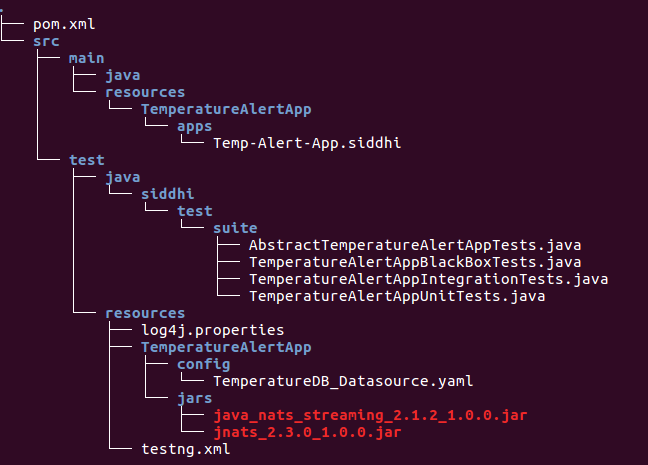 .
pom.xml
src
main
java
resources
TemperatureAlertApp
apps
Temp-Alert-App.siddhi
test
java
siddhi
test
suite
AbstractTemperatureAlertAppTests.java
TemperatureAlertAppBlackBoxTests.java
TemperatureAlertAppIntegrationTests.java
TemperatureAlertAppUnitTests.java
resources
log4j.properties
TemperatureAlertApp
config
TemperatureDB_Datasource.yaml
jars
java_nats_streaming_2.1.2_1.0.0.jar
jnats_2.3.0_1.0.0.jar
testng.xml